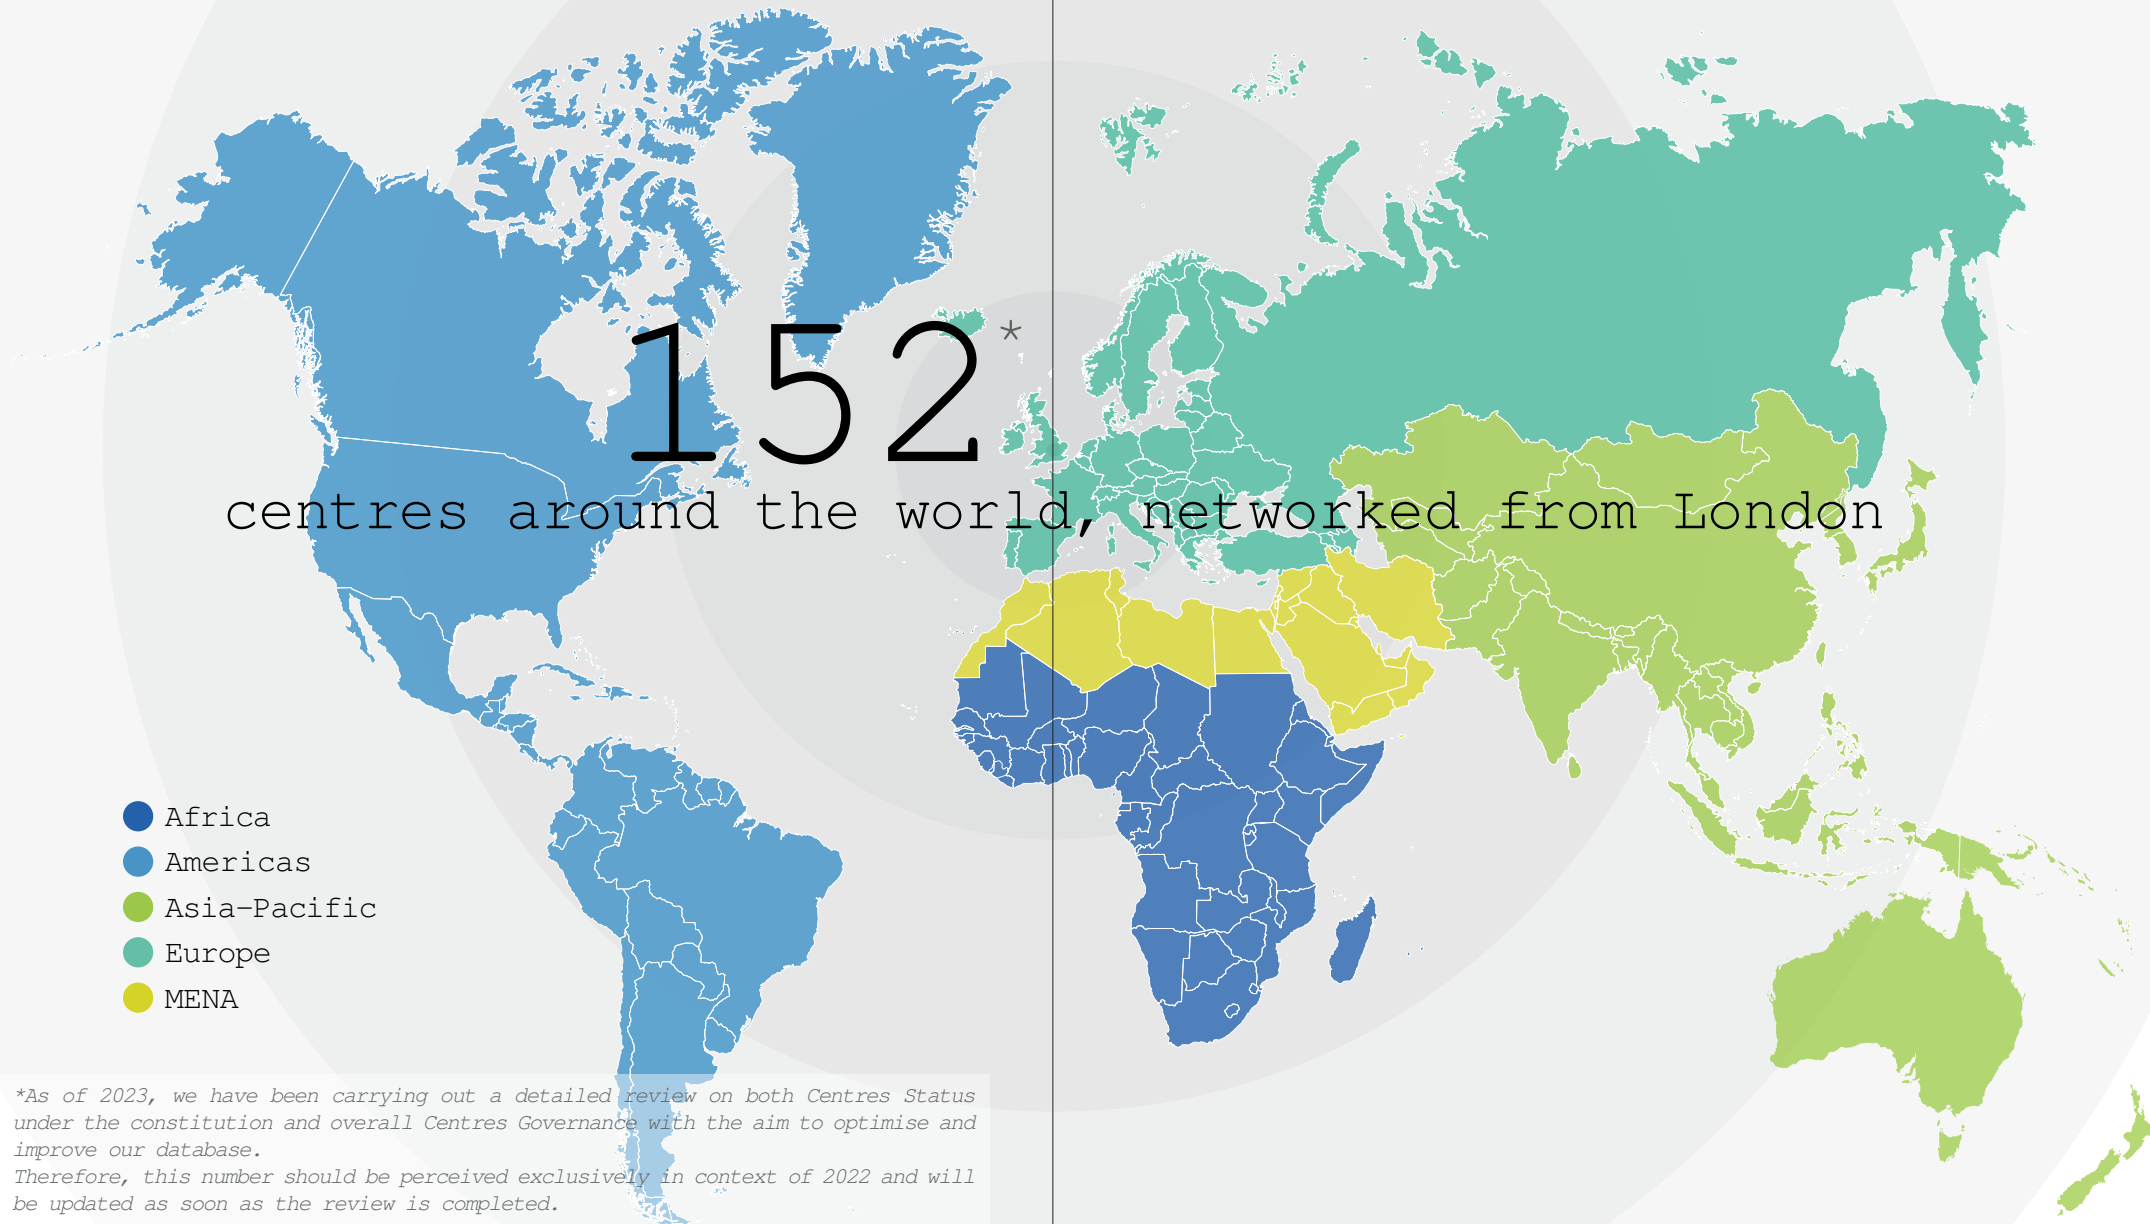 152*
centres around the world, networked from London
Africa
Americas
Asia-Pacific
Europe
MENA
*As of 2023, we have been carrying out a detailed review on both Centres Status
under the constitution and overall Centres Governance with the aim to optimise and
improve our database.
Therefore, this number should be perceived exclusively in context of 2022 and will
be updated as soon as the review is completed.